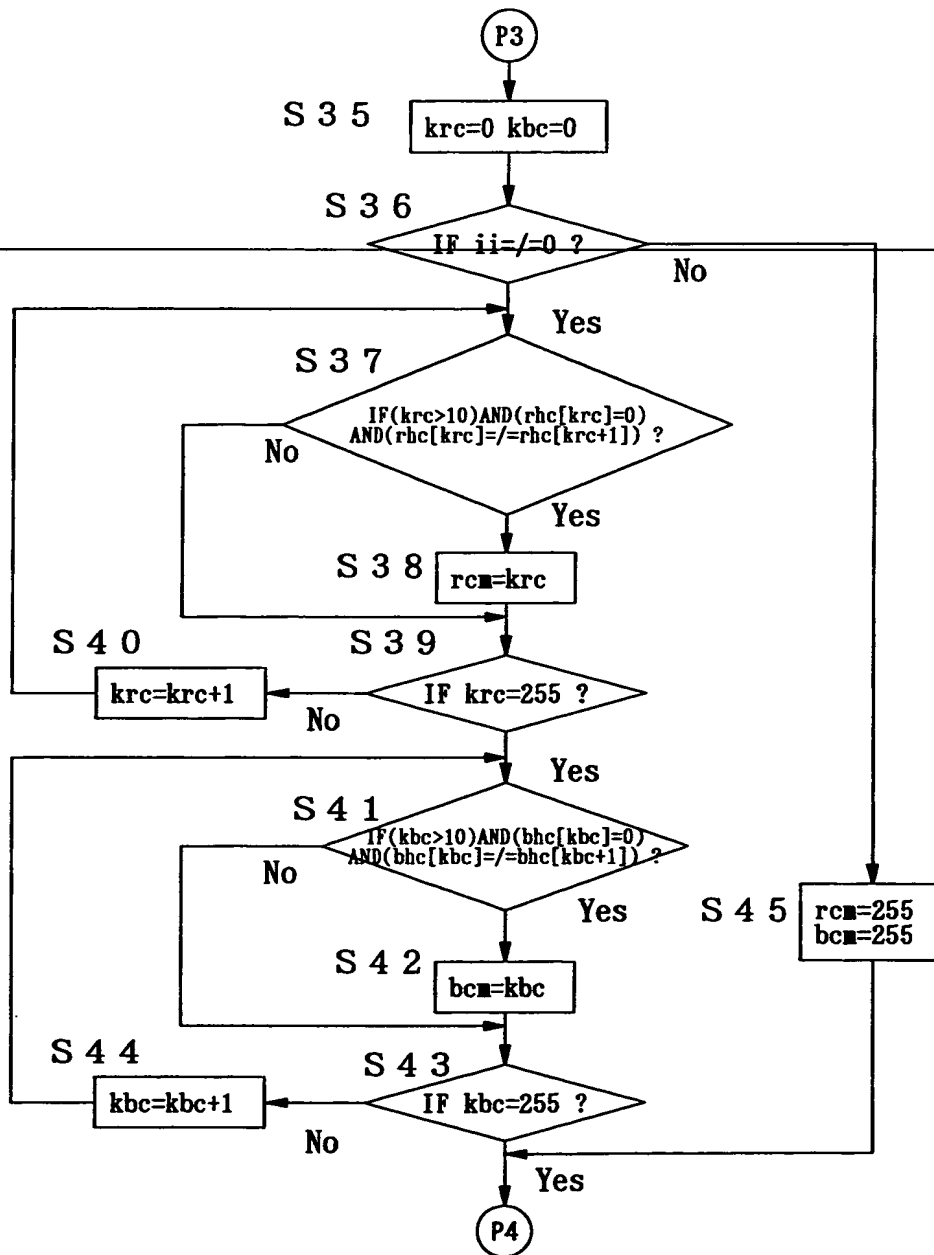 P3
S35
krc=0 kbc=0
S36
IF ii=/=0 ?
No
Yes
S37
IF(krc>10)AND(rhc[krc]=0)
AND(rhc[krc]=/=rhc[krc+1]) ?
No
Yes
S38
rcm=krc
S39
S40
krc=krc+1
IF krc=255 ?
No
Yes
S41
IF(kbc>10)AND(bhc[kbc]=0)
AND(bhc[kbc]=/=bhc[kbc+1]) ?
No
Yes
S45
rcm=255
bcm=255
S42
bcm=kbc
S44
S43
kbc=kbc+1
IF kbc=255 ?
No
Yes
P4